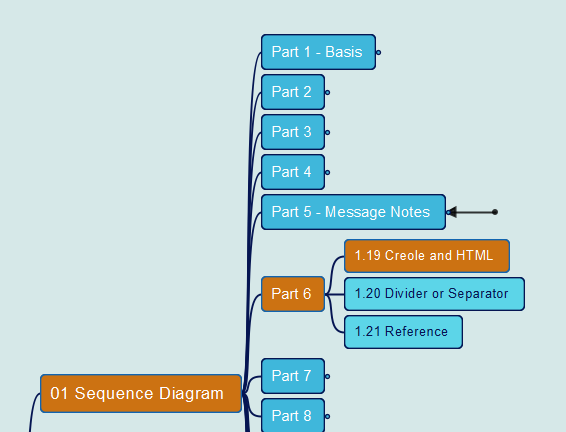 Part 1 - Basis
Part 2
Part 3
Part 4
Part 5 - Message Notes
1.19 Creole and HTML
Part 6
1.20 Divider or Separator
1.21 Reference
Part 7
01 Sequence Diagram
Part 8